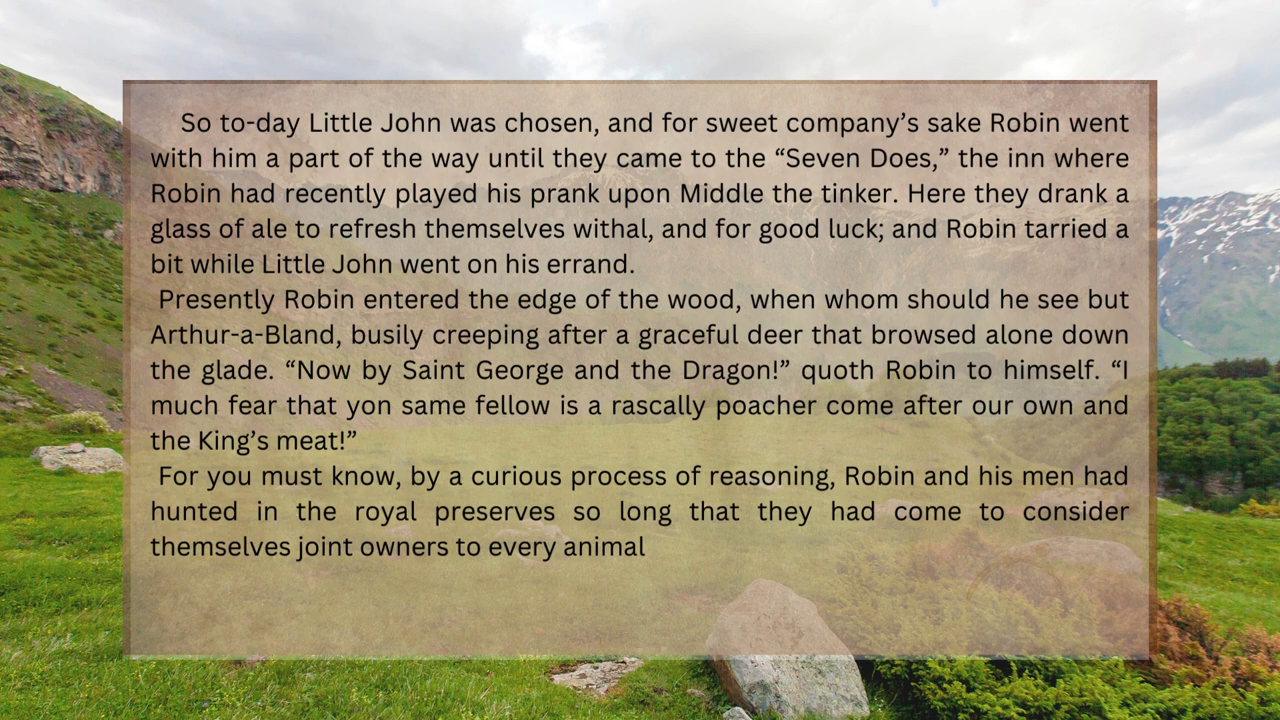 So to-day Little John was chosen, and for sweet company’s sake Robin went
with him a part of the way until they came to the “Seven Does,” the inn where
Robin had recently played his prank upon Middle the tinker. Here they drank a
glass of ale to refresh themselves withal, and for good luck; and Robin tarried a
bit while Little John went on his errand.
Presently Robin entered the edge of the wood, when whom should he see but
Arthur-a-Bland, busily creeping after a graceful deer that browsed alone down
the glade. “Now by Saint George and the Dragon!” quoth Robin to himself. “I
much fear that yon same fellow is a rascally poacher come after our own and
the King’s meat!”
For you must know, by a curious process of reasoning, Robin and his men had
hunted in the royal preserves so long that they had come to consider
themselves joint owners to every animal